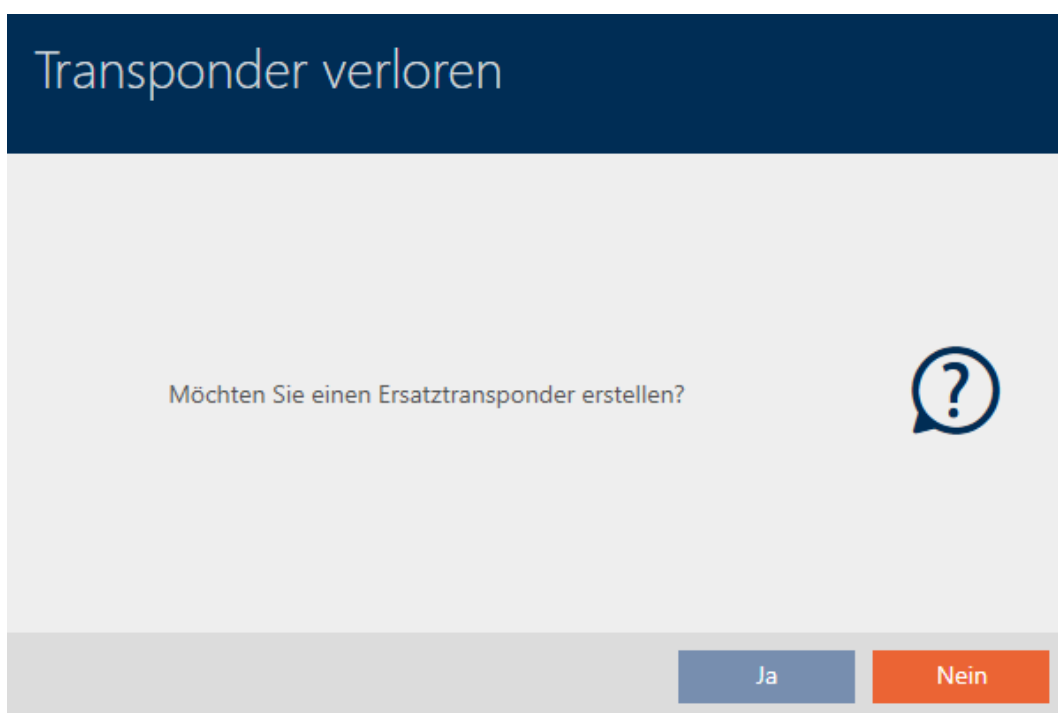 Transponder verloren
Möchten Sie einen Ersatztransponder erstellen?
?
Ja
Nein